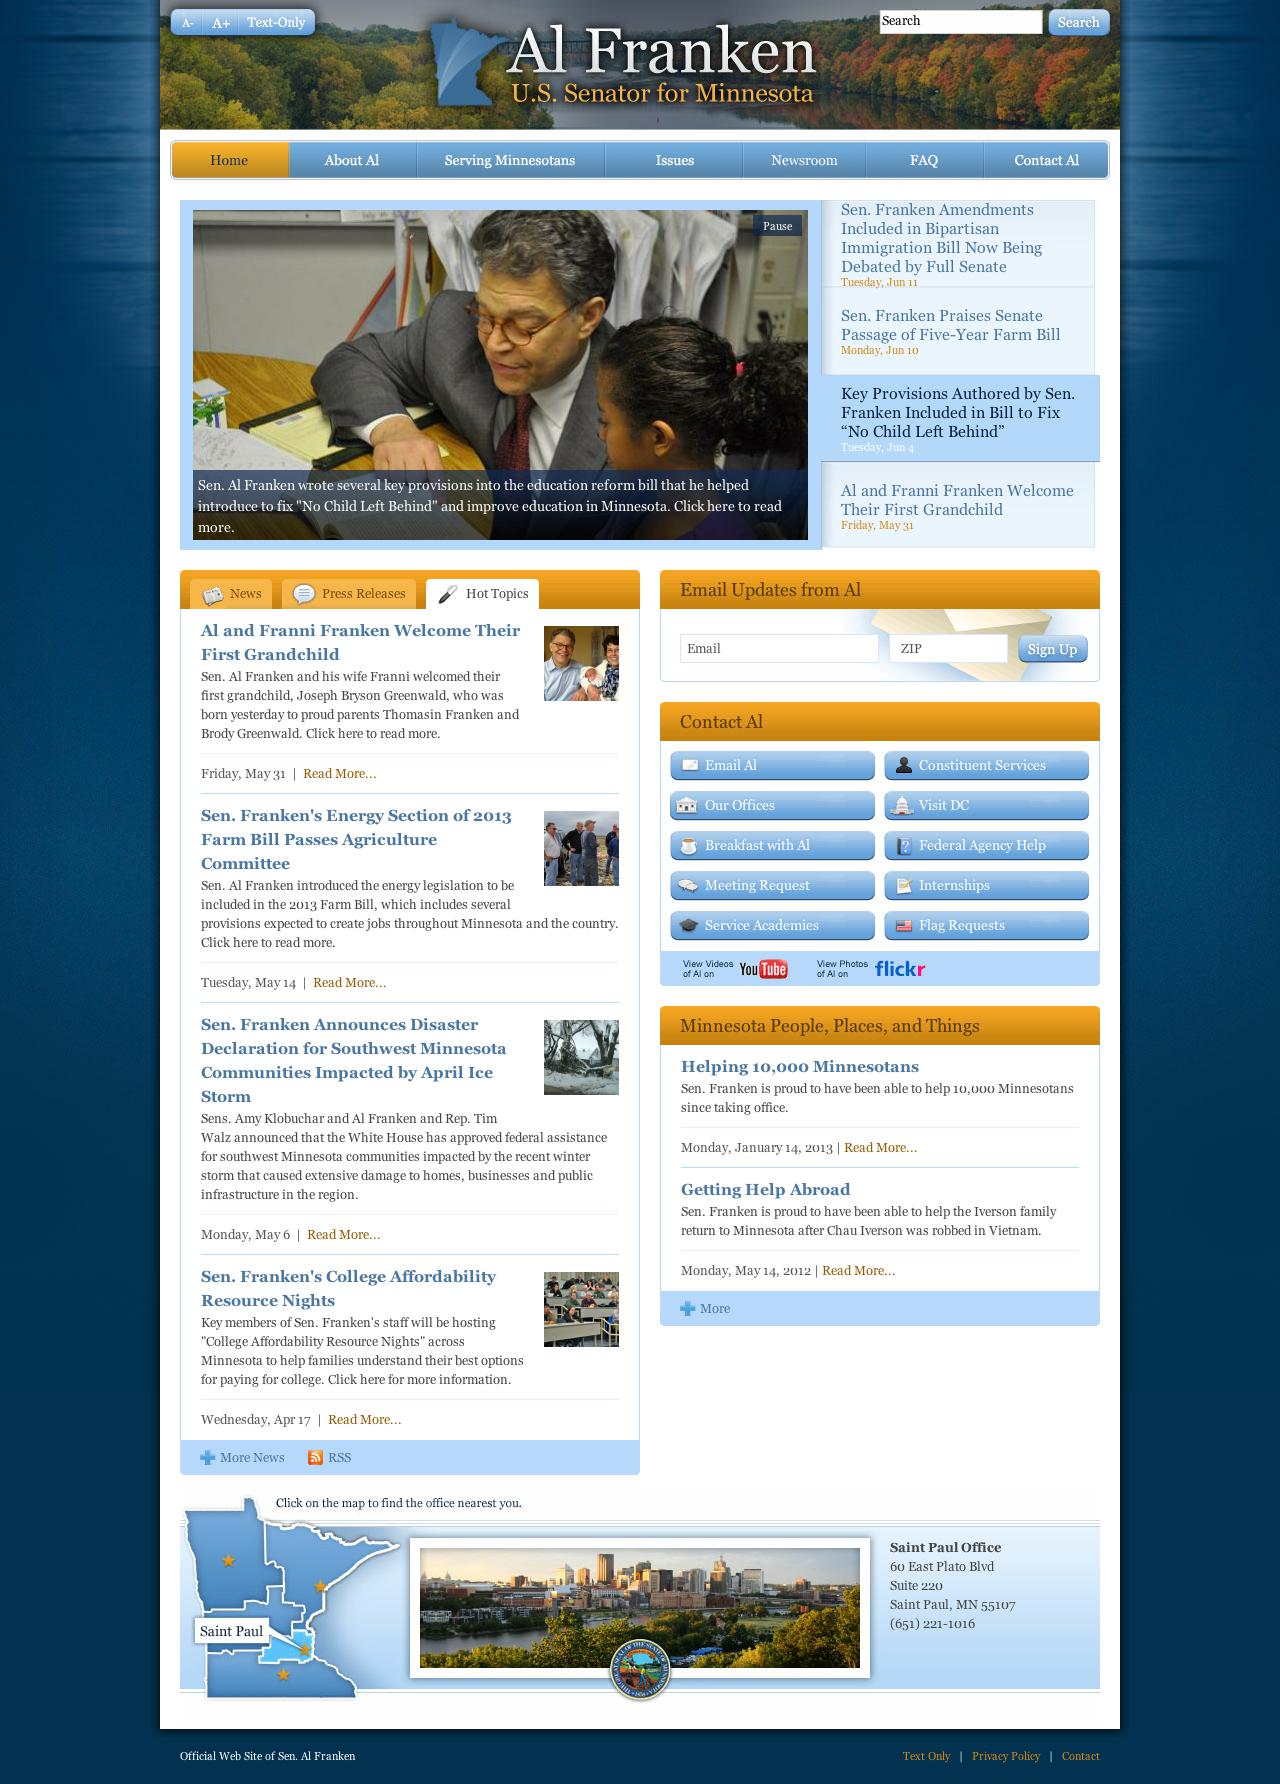 A-
A+
Text-Only
Search
Search
Al Franken
U.S. Senator for Minnesota
Home
About Al
Serving Minnesotans
Issues
Newsroom
FAQ
Contact Al
Pause
Sen. Al Franken wrote several key provisions into the education reform bill that he helped
introduce to fix "No Child Left Behind" and improve education in Minnesota. Click here to read
more.
Sen. Franken Amendments
Included in Bipartisan
Immigration Bill Now Being
Debated by Full Senate
Tuesday, Jun 11
Sen. Franken Praises Senate
Passage of Five-Year Farm Bill
Monday, Jun 10
Key Provisions Authored by Sen.
Franken Included in Bill to Fix
“No Child Left Behind”
Tuesday, Jun 4
Al and Franni Franken Welcome
Their First Grandchild
Friday, May 31
News
Press Releases
Hot Topics
Al and Franni Franken Welcome Their
First Grandchild
Sen. Al Franken and his wife Franni welcomed their
first grandchild, Joseph Bryson Greenwald, who was
born yesterday to proud parents Thomasin Franken and
Brody Greenwald. Click here to read more.
Friday, May 31 | Read More...
Sen. Franken's Energy Section of 2013
Farm Bill Passes Agriculture
Committee
Sen. Al Franken introduced the energy legislation to be
included in the 2013 Farm Bill, which includes several
provisions expected to create jobs throughout Minnesota and the country.
Click here to read more.
Tuesday, May 14 | Read More...
Sen. Franken Announces Disaster
Declaration for Southwest Minnesota
Communities Impacted by April Ice
Storm
Sens. Amy Klobuchar and Al Franken and Rep. Tim
Walz announced that the White House has approved federal assistance
for southwest Minnesota communities impacted by the recent winter
storm that caused extensive damage to homes, businesses and public
infrastructure in the region.
Monday, May 6 | Read More...
Sen. Franken's College Affordability
Resource Nights
Key members of Sen. Franken's staff will be hosting
"College Affordability Resource Nights" across
Minnesota to help families understand their best options
for paying for college. Click here for more information.
Wednesday, Apr 17 | Read More...
More News
RSS
Email Updates from Al
Email
ZIP
Sign Up
Contact Al
Email Al
Constituent Services
Our Offices
Visit DC
Breakfast with Al
Federal Agency Help
Meeting Request
Internships
Service Academies
Flag Requests
View Videos
of Al on
YouTube
View Photos
of Al on
flickr
Minnesota People, Places, and Things
Helping 10,000 Minnesotans
Sen. Franken is proud to have been able to help 10,000 Minnesotans
since taking office.
Monday, January 14, 2013 | Read More...
Getting Help Abroad
Sen. Franken is proud to have been able to help the Iverson family
return to Minnesota after Chau Iverson was robbed in Vietnam.
Monday, May 14, 2012 | Read More...
More
Click on the map to find the office nearest you.
Saint Paul
Saint Paul Office
60 East Plato Blvd
Suite 220
Saint Paul, MN 55107
(651) 221-1016
Official Web Site of Sen. Al Franken
Text Only | Privacy Policy | Contact